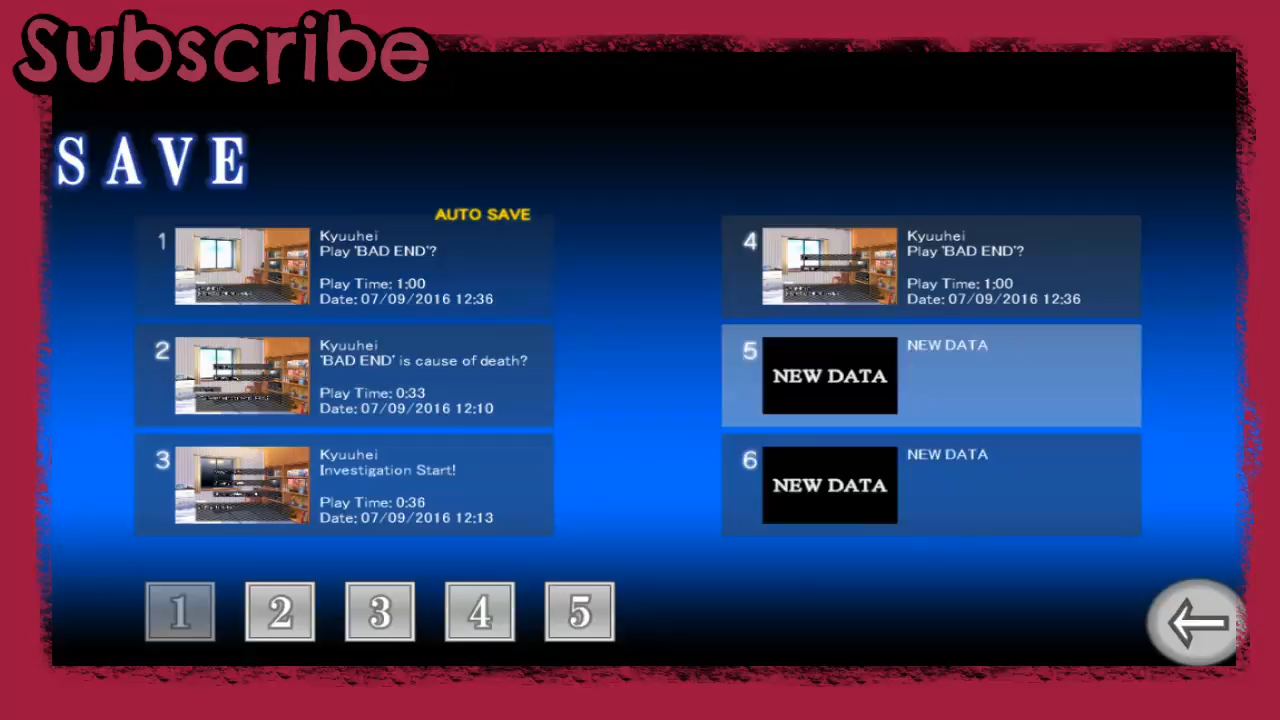 Subscribe
SAVE
AUTO SAVE
1
Kyuuhei
Play 'BAD END'?
Play Time: 1:00
Date: 07/09/2016 12:36
2
Kyuuhei
'BAD END' is cause of death?
Play Time: 0:33
Date: 07/09/2016 12:10
3
Kyuuhei
Investigation Start!
Play Time: 0:36
Date: 07/09/2016 12:13
4
Kyuuhei
Play 'BAD END'?
Play Time: 1:00
Date: 07/09/2016 12:36
5
NEW DATA
NEW DATA
6
NEW DATA
NEW DATA
1 2 3 4 5